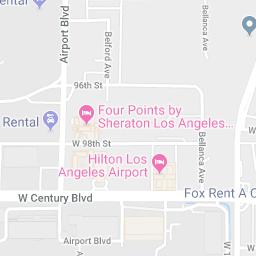 ental
Airport Blvd
Belford Ave
Bellanca Ave
96th St
Four Points by
Sheraton Los Angeles...
Rental
W 98th St
Bellanca Ave
Hilton Los
Angeles Airport
Fox Rent A C
W Century Blvd
Airport Blvd